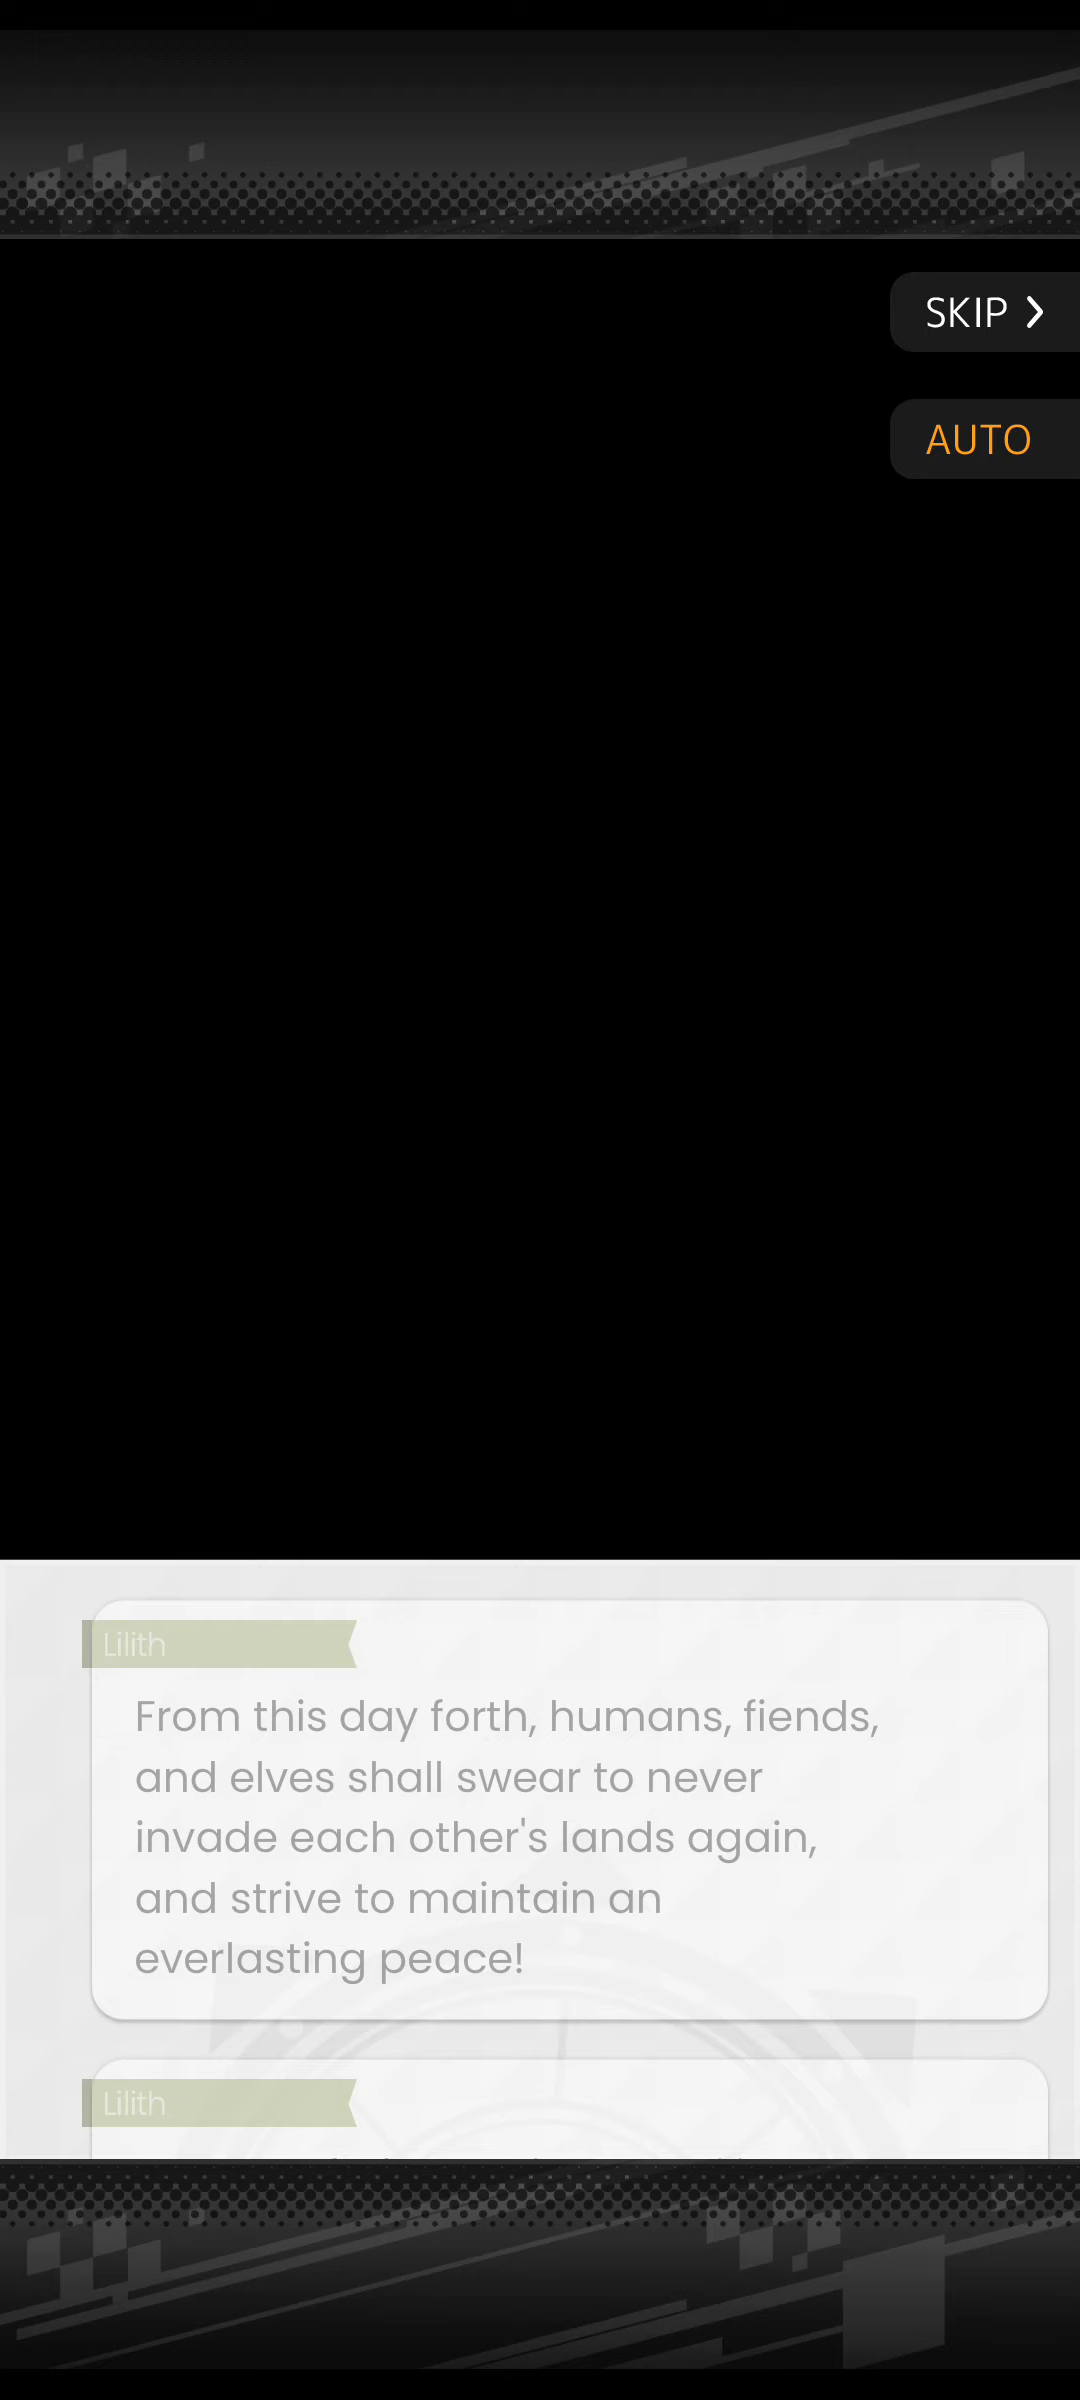 SKIP
AUTO
Lilith
From this day forth, humans, fiends,
and elves shall swear to never
invade each other's lands again,
and strive to maintain an
everlasting peace!
Lilith